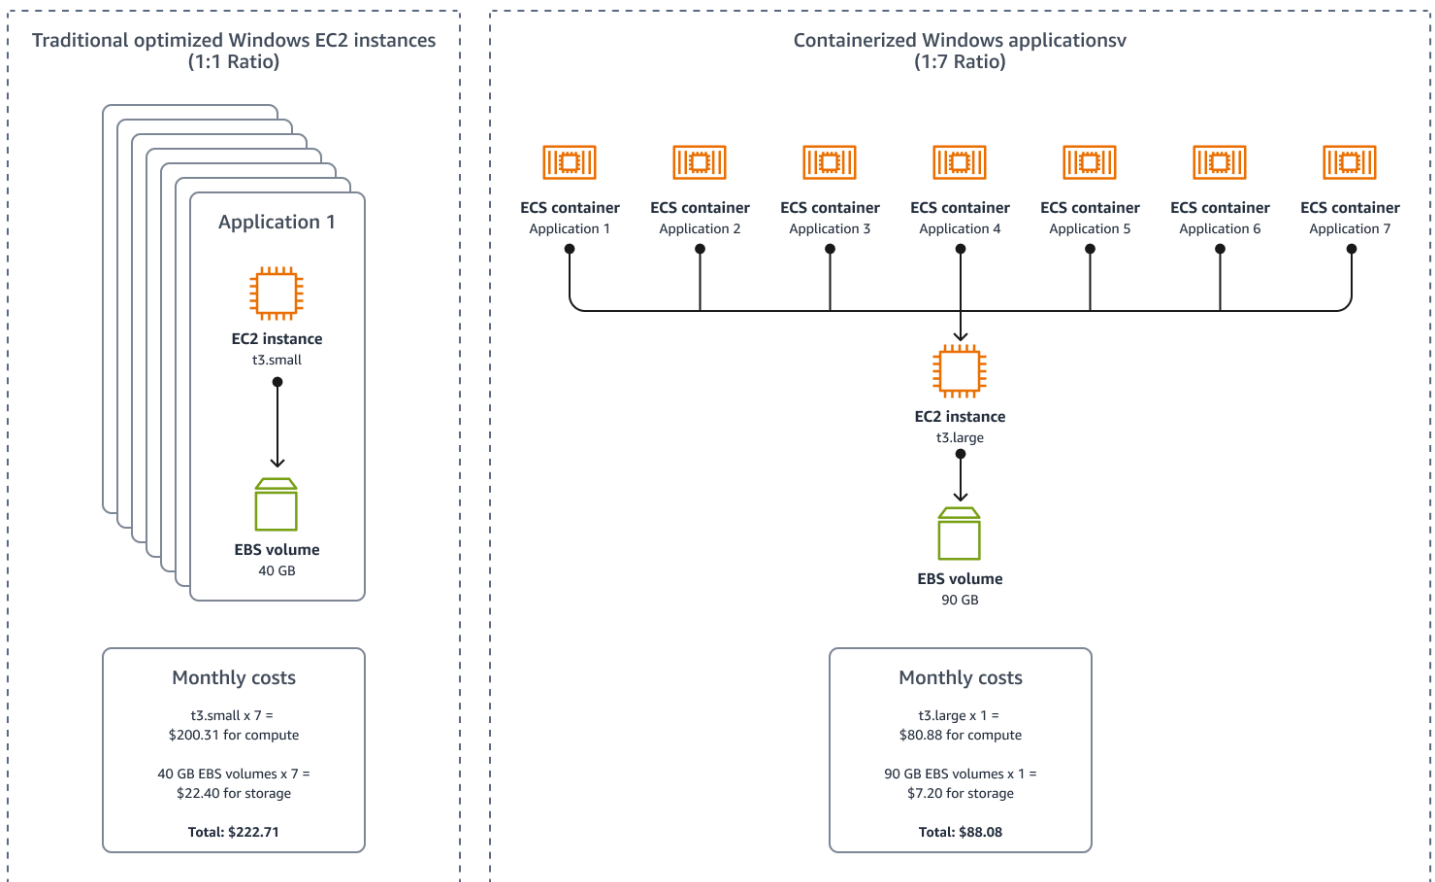 Traditional optimized Windows EC2 instances
(1:1 Ratio)
Application 1
EC2 instance
t3.small
EBS volume
40 GB
Monthly costs
t3.small x 7 =
$200.31 for compute
40 GB EBS volumes x 7 =
$22.40 for storage
Total: $222.71
Containerized Windows applicationsv
(1:7 Ratio)
ECS container
Application 1
ECS container
Application 2
ECS container
Application 3
ECS container
Application 4
ECS container
Application 5
ECS container
Application 6
ECS container
Application 7
EC2 instance
t3.large
EBS volume
90 GB
Monthly costs
t3.large x 1 =
$80.88 for compute
90 GB EBS volumes x 1 =
$7.20 for storage
Total: $88.08